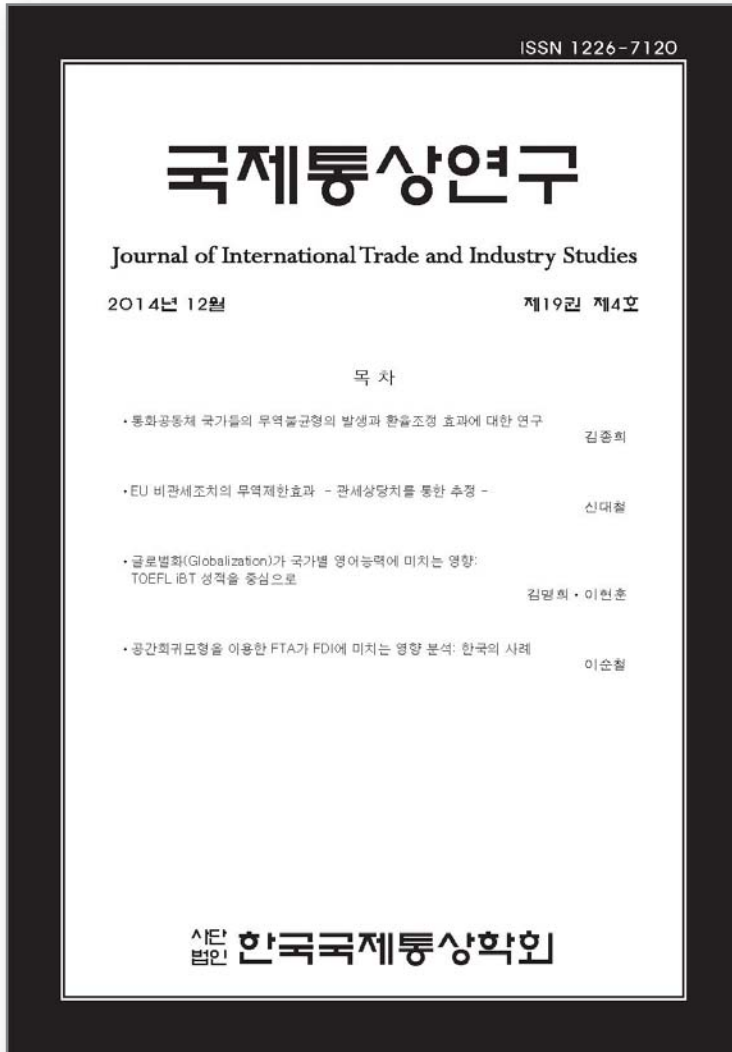 ISSN 1226-7120
국제통상연구
Journal of International Trade and Industry Studies
2014년 12월 제19권 제4호
목 차
• 통화공동체 국가들의 무역불균형의 발생과 환율조정 효과에 대한 연구
김종희
• EU 비관세조치의 무역제한효과 - 관세상당치를 통한 추정 -
신대철
• 글로벌화(Globalization)가 국가별 영어능력에 미치는 영향:
TOEFL iBT 성적을 중심으로
김명희 • 이현훈
• 공간회귀모형을 이용한 FTA가 FDI에 미치는 영향 분석: 한국의 사례
이순철
사단법인 한국국제통상학회